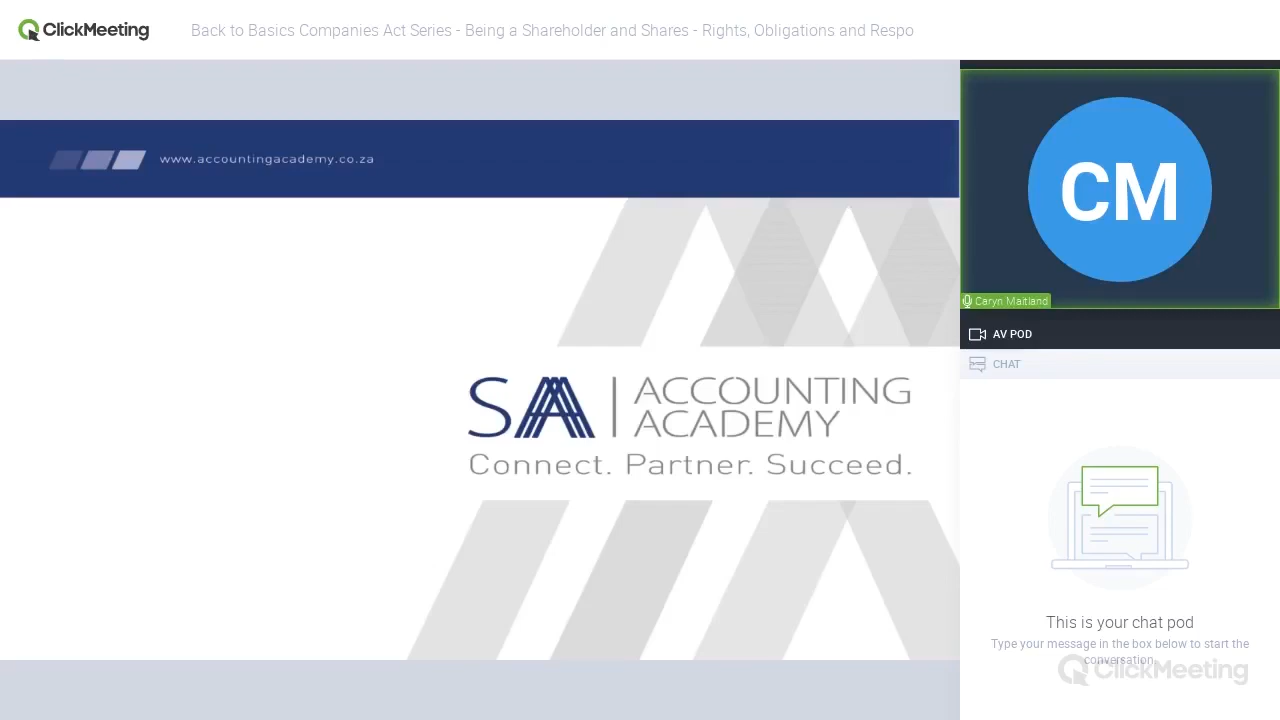 ClickMeeting
Back to Basics Companies Act Series - Being a Shareholder and Shares - Rights, Obligations and Respo
www.accountingacademy.co.za
CM
Caryn Maitland
AV POD
CHAT
SAA
ACCOUNTING
ACADEMY
Connect. Partner. Succeed.
This is your chat pod
Type your message in the box below to start the
conversation.
ClickMeeting